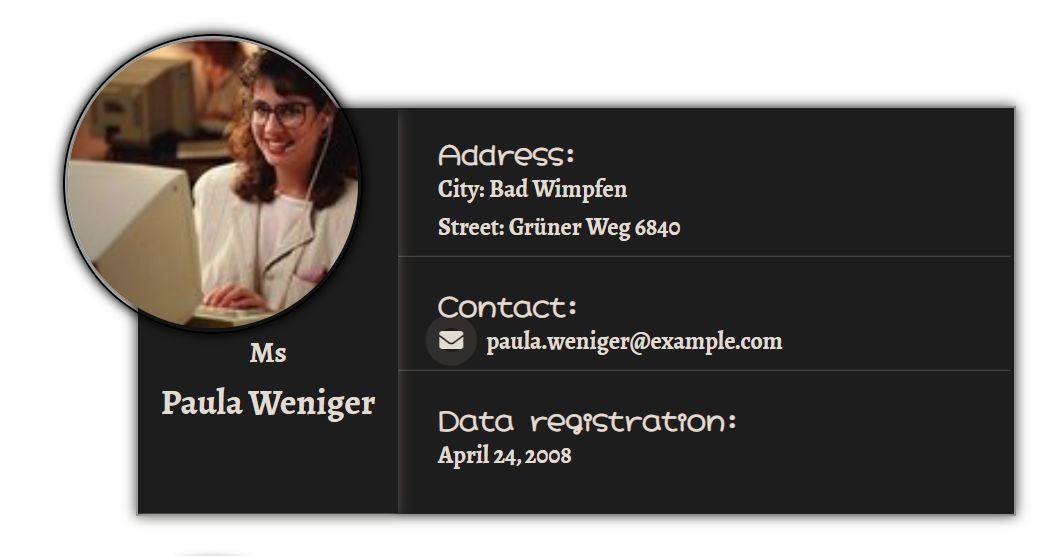 Ms
Paula Weniger
Address:
City: Bad Wimpfen
Street: Grüner Weg 6840
Contact:
paula.weniger@example.com
Data registration:
April 24, 2008